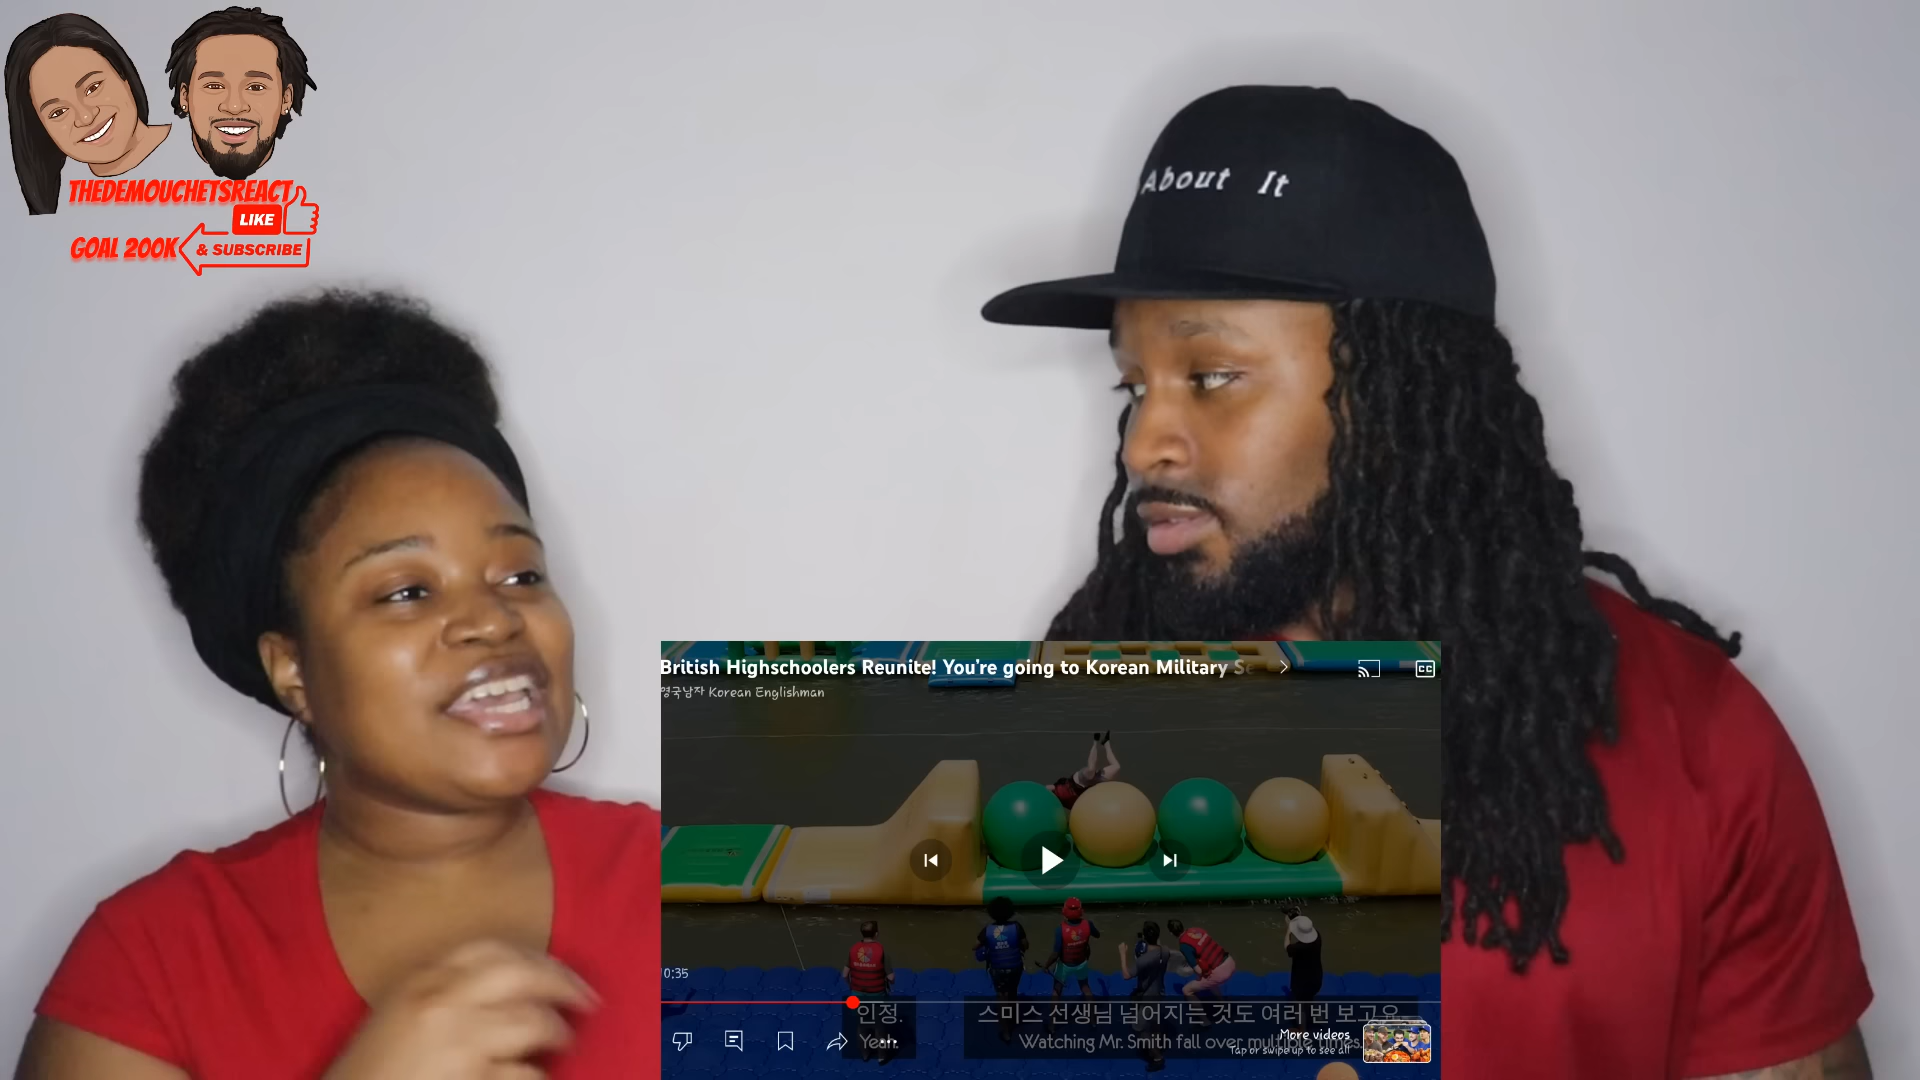 THEDEMOUCHETSREACT
LIKE
GOAL 200K
& SUBSCRIBE
About It
British Highschoolers Reunite! You're going to Korean Military Se
영국남자 Korean Englishman
0:35
인정.
스미스 선생님 넘어지는 것도 여러 번 보고요.
Yeah.
Watching Mr. Smith fall over multiple times.
More videos
Tap or swipe up to see all
CC